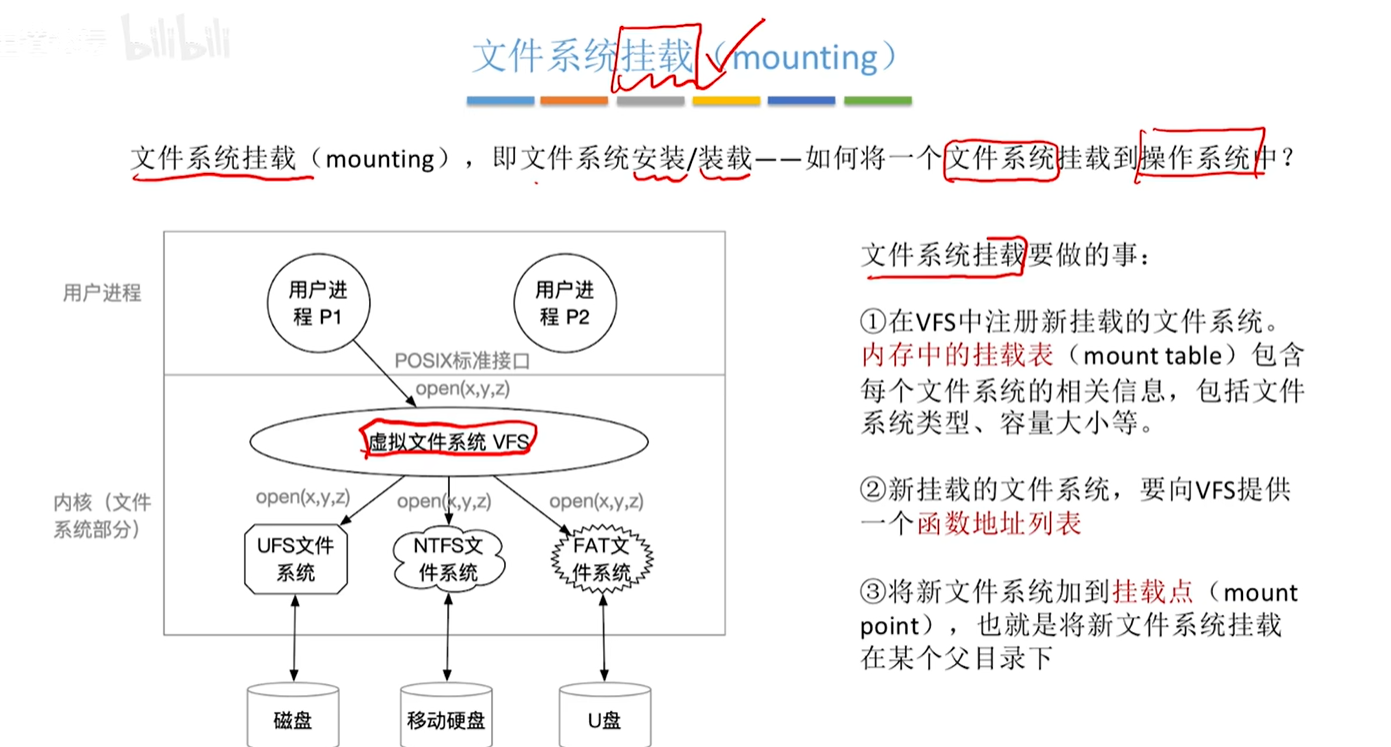 bilibili
文件系统挂载（mounting）
文件系统挂载（mounting），即文件系统安装/装载——如何将一个文件系统挂载到操作系统中？
用户进程
用户进
程 P1
用户进
程 P2
POSIX标准接口
open(x,y,z)
虚拟文件系统 VFS
内核（文件
系统部分）
open(x,y,z)
open(x,y,z)
open(x,y,z)
UFS文件
系统
NTFS文
件系统
FAT文
件系统
磁盘
移动硬盘
U盘
文件系统挂载要做的事：
①在VFS中注册新挂载的文件系统。
内存中的挂载表（mount table）包含
每个文件系统的相关信息，包括文件
系统类型、容量大小等。
②新挂载的文件系统，要向VFS提供
一个函数地址列表
③将新文件系统加到挂载点（mount
point），也就是将新文件系统挂载
在某个父目录下